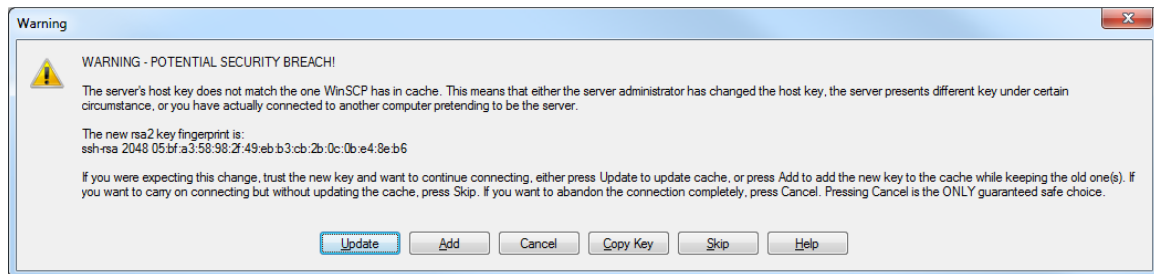 Warning
WARNING - POTENTIAL SECURITY BREACH!
The server's host key does not match the one WinSCP has in cache. This means that either the server administrator has changed the host key, the server presents different key under certain
circumstance, or you have actually connected to another computer pretending to be the server.
The new rsa2 key fingerprint is:
ssh-rsa 2048 05:bf:a3:58:98:2f:49:eb:b3:cb:2b:0c:0b:e4:8e:b6
If you were expecting this change, trust the new key and want to continue connecting, either press Update to update cache, or press Add to add the new key to the cache while keeping the old one(s). If
you want to carry on connecting but without updating the cache, press Skip. If you want to abandon the connection completely, press Cancel. Pressing Cancel is the ONLY guaranteed safe choice.
Update Add Cancel Copy Key Skip Help